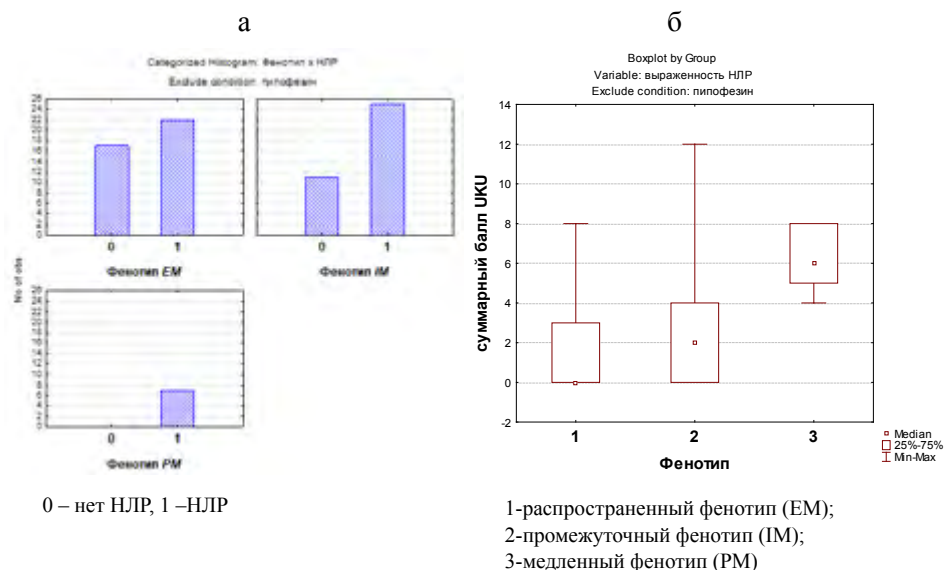 а
б
Categorized Histogram: Фенотип x НЛР
Exclude condition: пипофезин
0 1
Фенотип EM
0 1
Фенотип IM
No of obs
0 1
Фенотип PM
0 – нет НЛР, 1 –НЛР
Boxplot by Group
Variable: выраженность НЛР
Exclude condition: пипофезин
суммарный балл UKU
14
12
10
8
6
4
2
0
-2
1 2 3
Фенотип
Median
25%-75%
Min-Max
1-распространенный фенотип (EM);
2-промежуточный фенотип (IM);
3-медленный фенотип (PM)